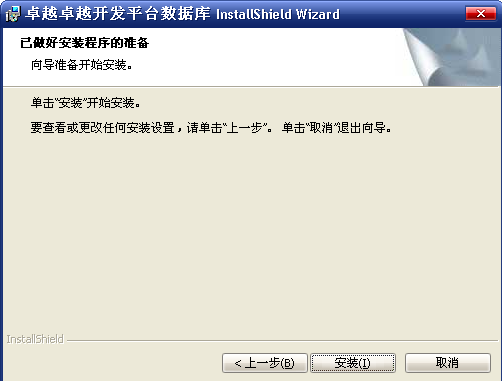 卓越卓越开发平台数据库 InstallShield Wizard
已做好安装程序的准备
向导准备开始安装。
单击“安装”开始安装。
要查看或更改任何安装设置，请单击“上一步”。 单击“取消”退出向导。
InstallShield
< 上一步(B)
安装(I)
取消